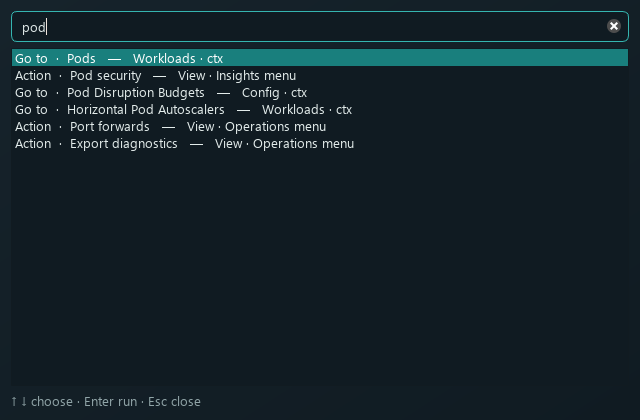 pod
Go to · Pods — Workloads · ctx
Action · Pod security — View · Insights menu
Go to · Pod Disruption Budgets — Config · ctx
Go to · Horizontal Pod Autoscalers — Workloads · ctx
Action · Port forwards — View · Operations menu
Action · Export diagnostics — View · Operations menu
↑ ↓ choose · Enter run · Esc close